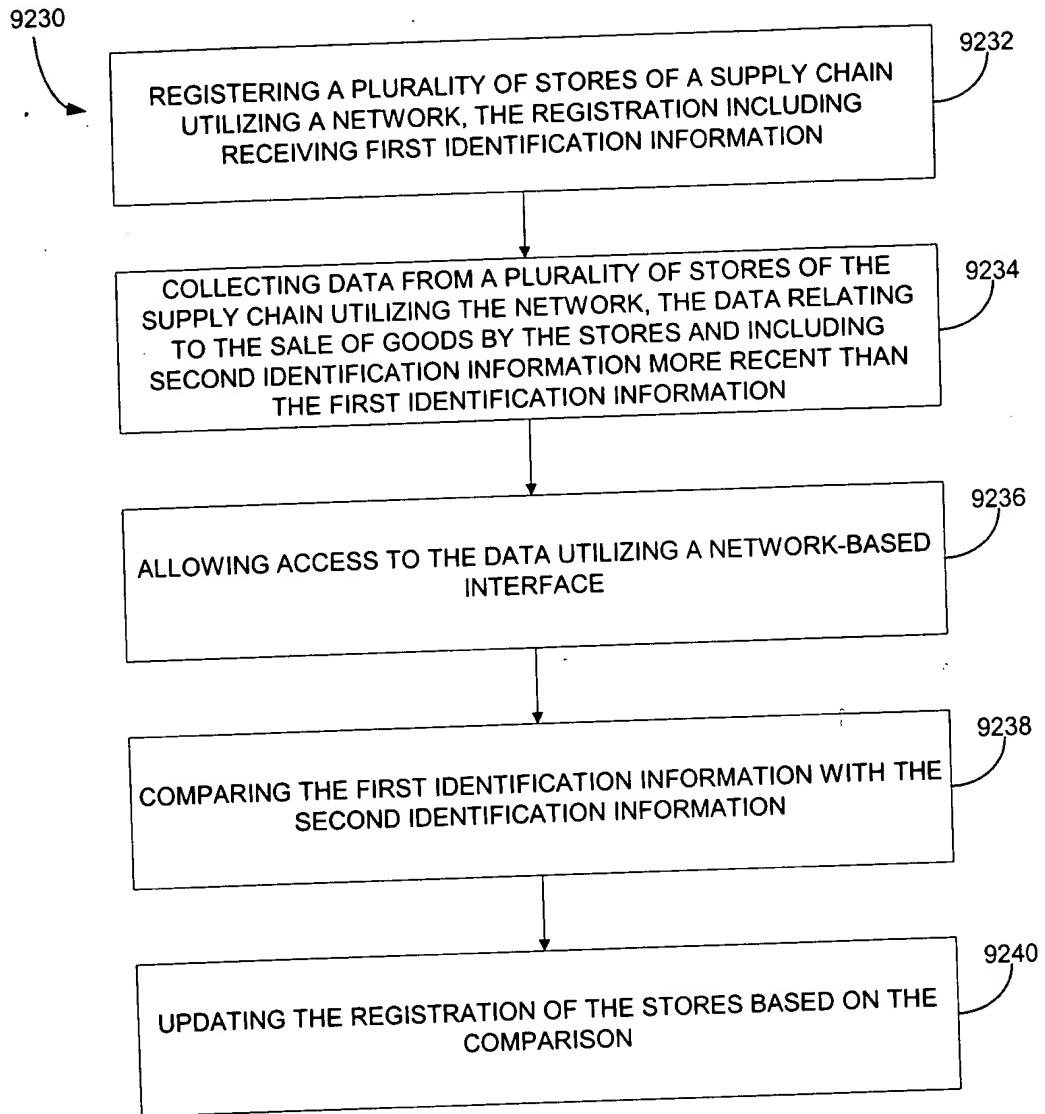 9230
9232
REGISTERING A PLURALITY OF STORES OF A SUPPLY CHAIN
UTILIZING A NETWORK, THE REGISTRATION INCLUDING
RECEIVING FIRST IDENTIFICATION INFORMATION
9234
COLLECTING DATA FROM A PLURALITY OF STORES OF THE
SUPPLY CHAIN UTILIZING THE NETWORK, THE DATA RELATING
TO THE SALE OF GOODS BY THE STORES AND INCLUDING
SECOND IDENTIFICATION INFORMATION MORE RECENT THAN
THE FIRST IDENTIFICATION INFORMATION
9236
ALLOWING ACCESS TO THE DATA UTILIZING A NETWORK-BASED
INTERFACE
9238
COMPARING THE FIRST IDENTIFICATION INFORMATION WITH THE
SECOND IDENTIFICATION INFORMATION
9240
UPDATING THE REGISTRATION OF THE STORES BASED ON THE
COMPARISON